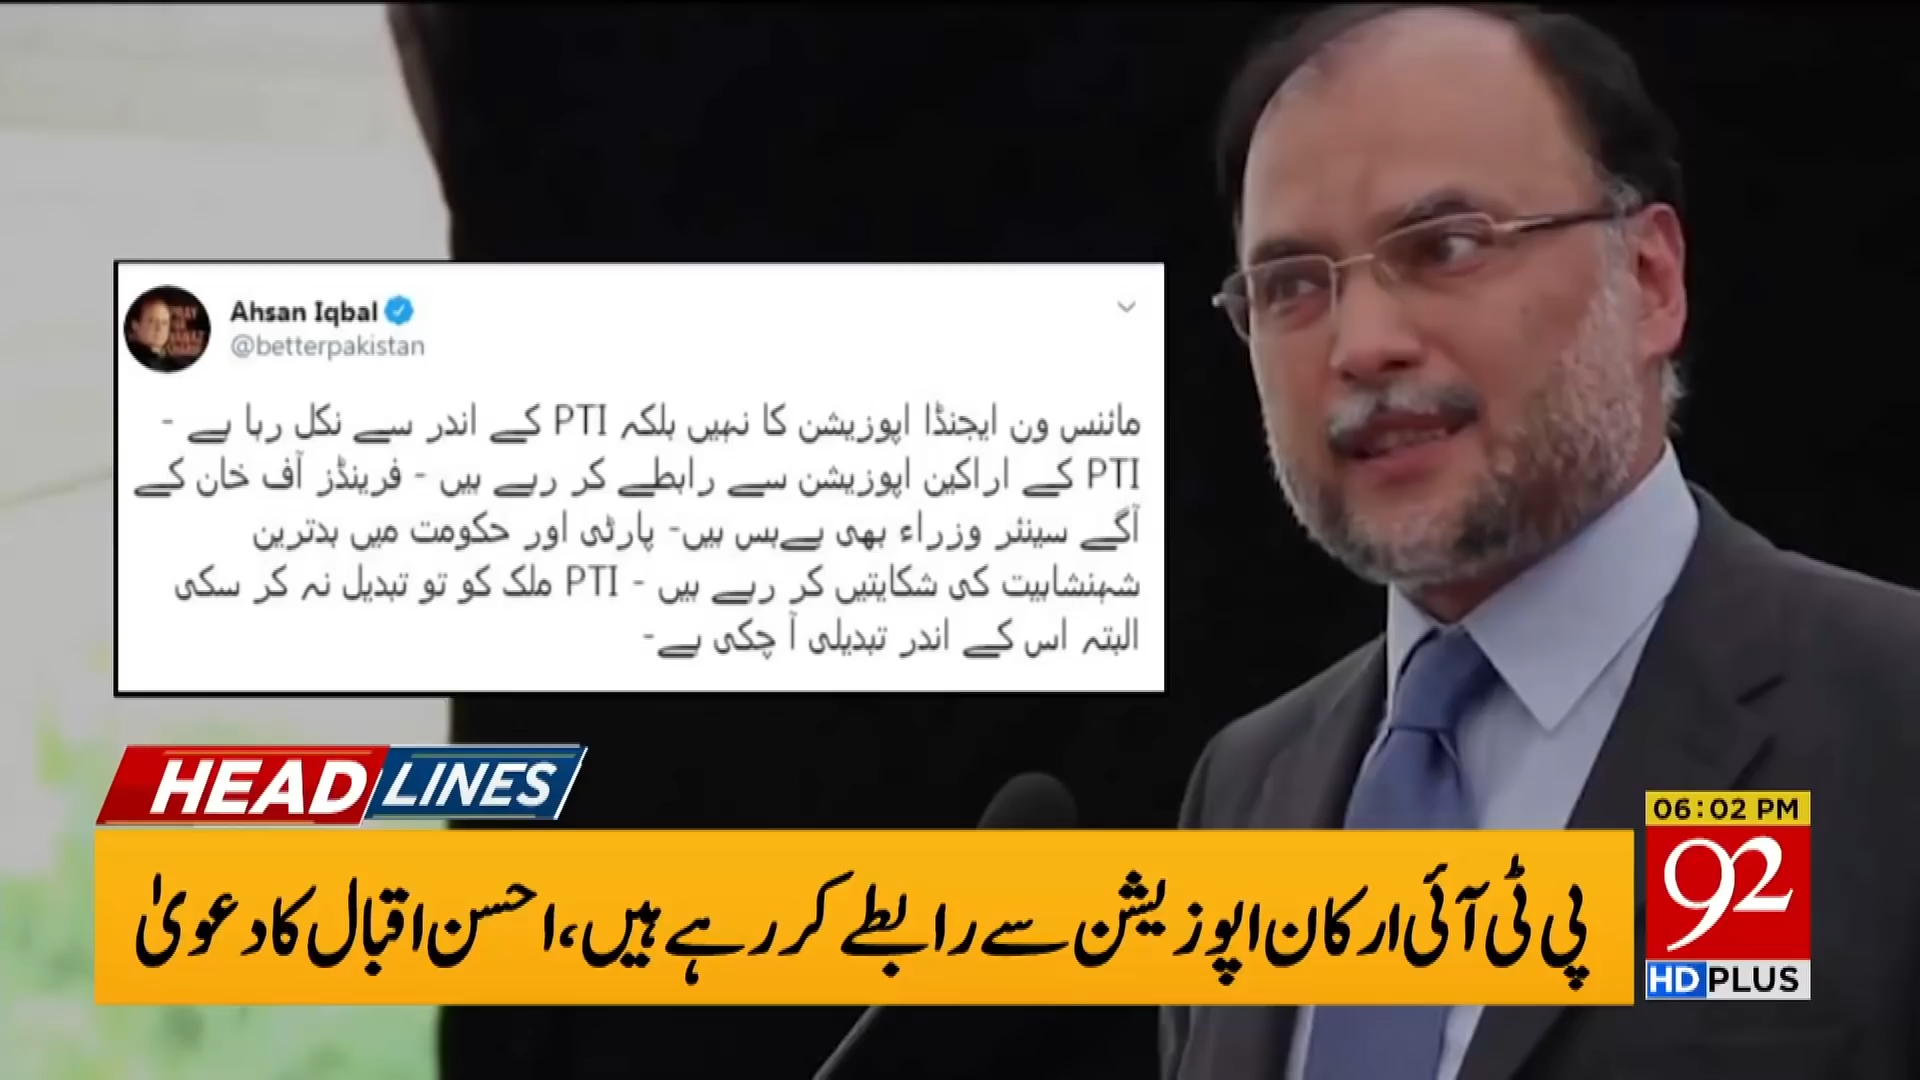 Ahsan Iqbal
@betterpakistan
مائنس ون ایجنڈا اپوزیشن کا نہیں بلکہ PTI کے اندر سے نکل رہا ہے -
PTI کے اراکین اپوزیشن سے رابطے کر رہے ہیں - فرینڈز آف خان کے
آگے سینئر وزراء بھی بےبس ہیں- پارٹی اور حکومت میں بدترین
شہنشاہیت کی شکایتیں کر رہے ہیں - PTI ملک کو تو تبدیل نہ کر سکی
البتہ اس کے اندر تبدیلی آ چکی ہے-
HEADLINES
06:02 PM
پی ٹی آئی ارکان اپوزیشن سے رابطے کر رہے ہیں، احسن اقبال کا دعویٰ
92
HD PLUS